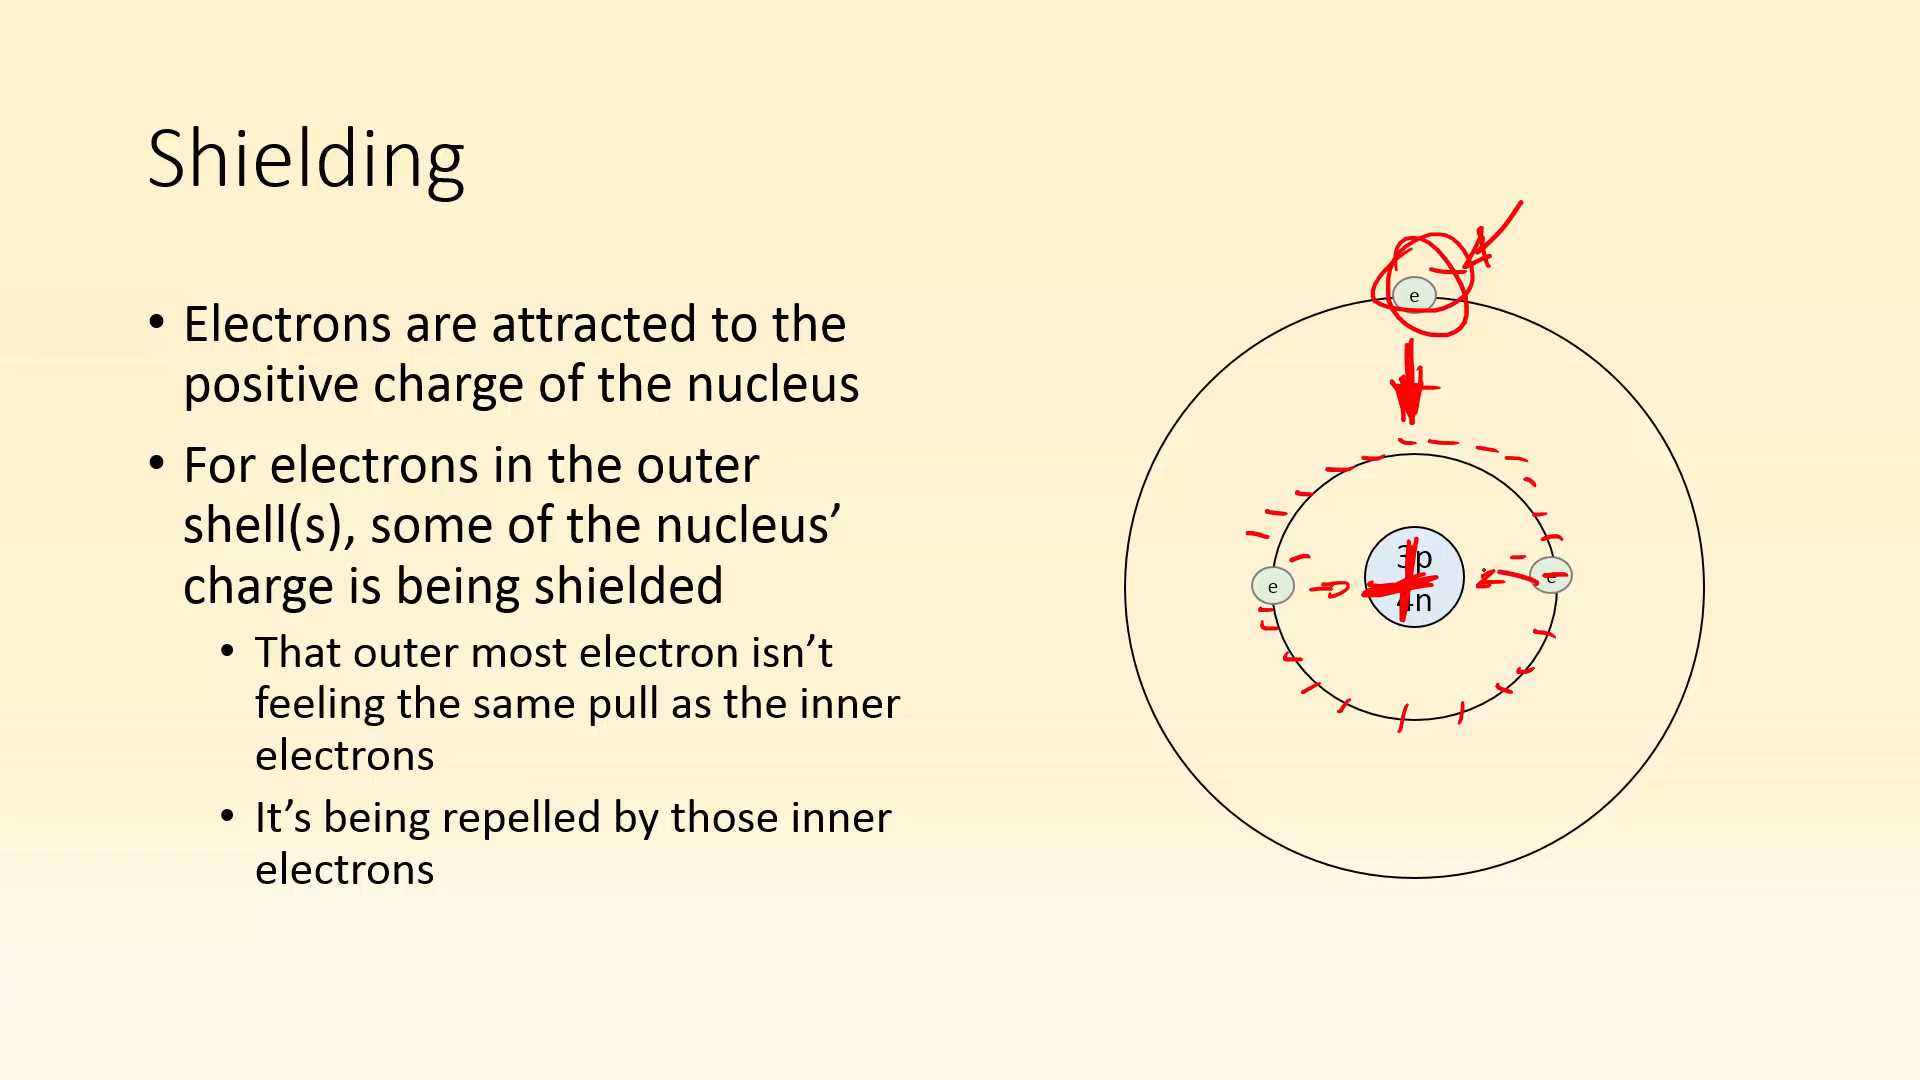 Shielding
• Electrons are attracted to the
positive charge of the nucleus
• For electrons in the outer
shell(s), some of the nucleus’
charge is being shielded
• That outer most electron isn’t
feeling the same pull as the inner
electrons
• It’s being repelled by those inner
electrons
e
3p
4n
e
e